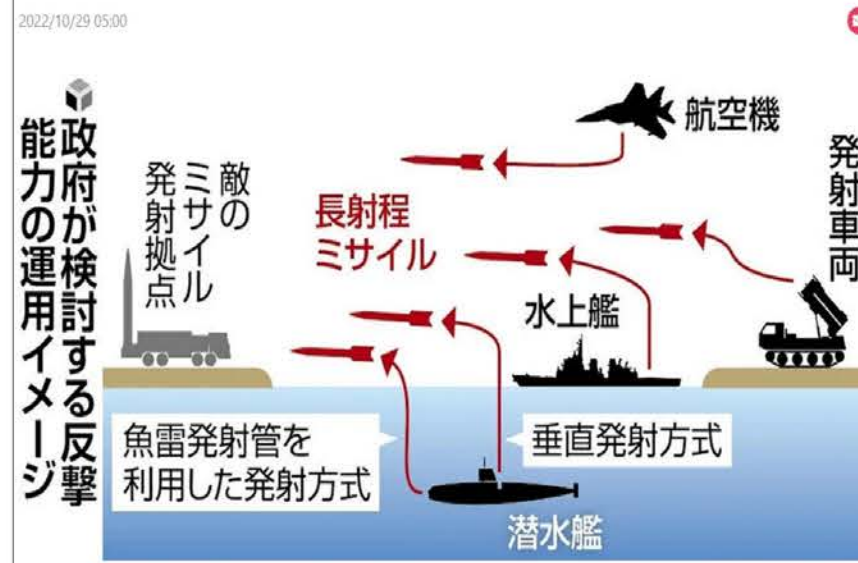 2022/10/29 05:00
政府が検討する反撃
能力の運用イメージ
航空機
発射車両
敵の
ミサイル
発射拠点
長射程
ミサイル
水上艦
魚雷発射管を
利用した発射方式
垂直発射方式
潜水艦